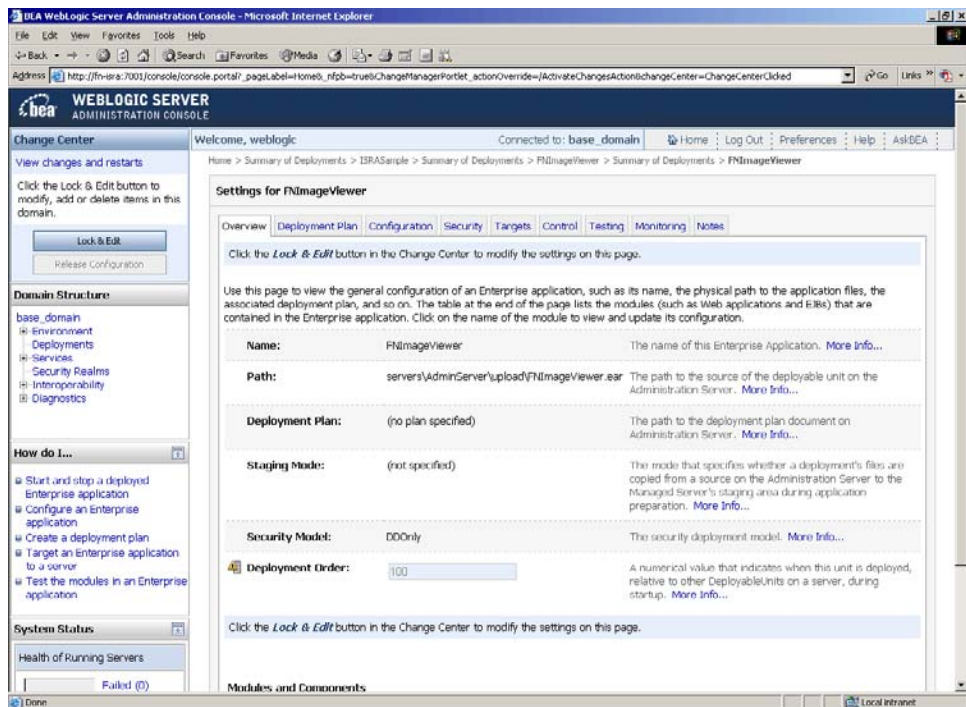 BEA WebLogic Server Administration Console - Microsoft Internet Explorer
File Edit View Favorites Tools Help
Back Search Favorites Media
Address http://fn-isra:7001/console/console.portal?_pageLabel=Home&_nfpb=true&ChangeManagerPortlet_actionOverride=/ActivateChangesAction&changeCenter=ChangeCenterClicked Go Links
bea WEBLOGIC SERVER
ADMINISTRATION CONSOLE
Change Center
View changes and restarts
Click the Lock & Edit button to
modify, add or delete items in this
domain.
Lock & Edit
Release Configuration
Domain Structure
base_domain
Environment
Deployments
Services
Security Realms
Interoperability
Diagnostics
How do I...
Start and stop a deployed
Enterprise application
Configure an Enterprise
application
Create a deployment plan
Target an Enterprise application
to a server
Test the modules in an Enterprise
application
System Status
Health of Running Servers
Failed (0)
Welcome, weblogic Connected to: base_domain Home Log Out Preferences Help AskBEA
Home > Summary of Deployments > ISRASample > Summary of Deployments > FNImageViewer > Summary of Deployments > FNImageViewer
Settings for FNImageViewer
Overview Deployment Plan Configuration Security Targets Control Testing Monitoring Notes
Click the Lock & Edit button in the Change Center to modify the settings on this page.
Use this page to view the general configuration of an Enterprise application, such as its name, the physical path to the application files, the
associated deployment plan, and so on. The table at the end of the page lists the modules (such as Web applications and EJBs) that are
contained in the Enterprise application. Click on the name of the module to view and update its configuration.
Name: FNImageViewer The name of this Enterprise Application. More Info...
Path: servers\AdminServer\upload\FNImageViewer.ear The path to the source of the deployable unit on the
Administration Server. More Info...
Deployment Plan: (no plan specified) The path to the deployment plan document on
Administration Server. More Info...
Staging Mode: (not specified) The mode that specifies whether a deployment's files are
copied from a source on the Administration Server to the
Managed Server's staging area during application
preparation. More Info...
Security Model: DDOnly The security deployment model. More Info...
Deployment Order: 100 A numerical value that indicates when this unit is deployed,
relative to other DeployableUnits on a server, during
startup. More Info...
Click the Lock & Edit button in the Change Center to modify the settings on this page.
Modules and Components
Done Local intranet